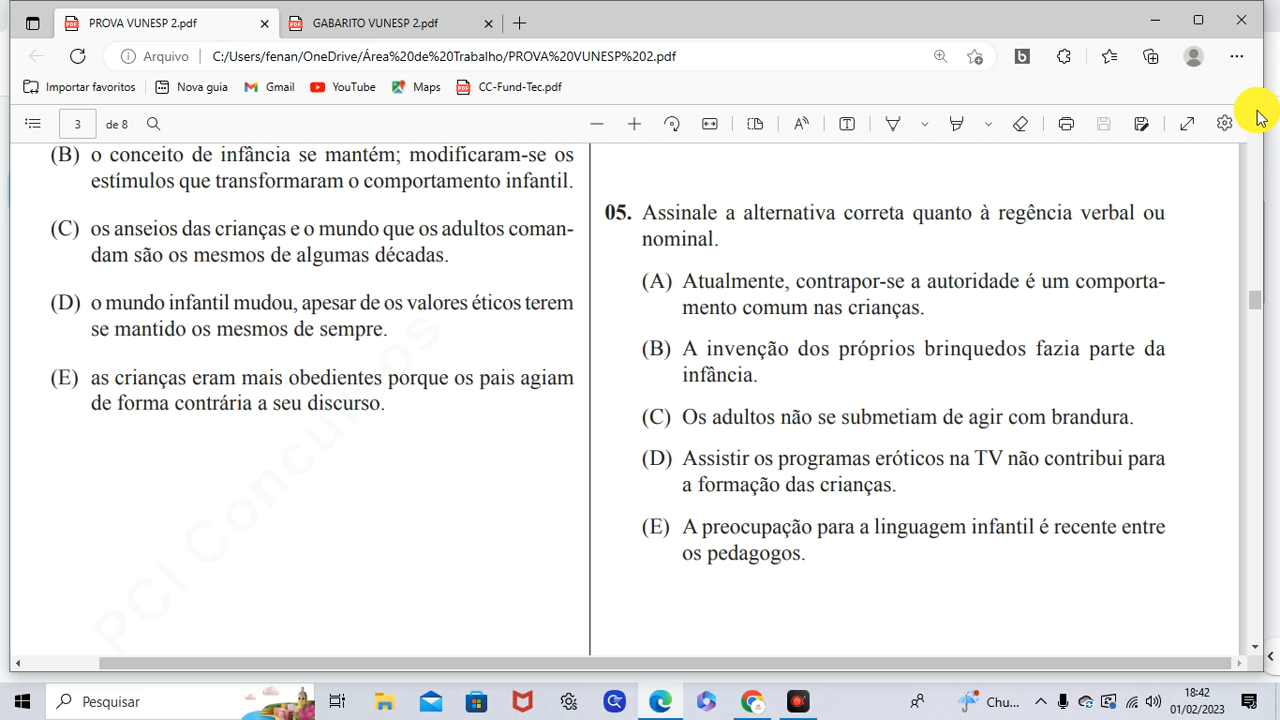 PROVA VUNESP 2.pdf
GABARITO VUNESP 2.pdf
Arquivo
C:/Users/fenan/OneDrive/Área%20de%20Trabalho/PROVA%20VUNESP%202.pdf
Importar favoritos
Nova guia
Gmail
YouTube
Maps
CC-Fund-Tec.pdf
3 de 8
(B) o conceito de infância se mantém; modificaram-se os
estímulos que transformaram o comportamento infantil.
(C) os anseios das crianças e o mundo que os adultos coman-
dam são os mesmos de algumas décadas.
(D) o mundo infantil mudou, apesar de os valores éticos terem
se mantido os mesmos de sempre.
(E) as crianças eram mais obedientes porque os pais agiam
de forma contrária a seu discurso.
PCI Concursos
05. Assinale a alternativa correta quanto à regência verbal ou
nominal.
(A) Atualmente, contrapor-se a autoridade é um comporta-
mento comum nas crianças.
(B) A invenção dos próprios brinquedos fazia parte da
infância.
(C) Os adultos não se submetiam de agir com brandura.
(D) Assistir os programas eróticos na TV não contribui para
a formação das crianças.
(E) A preocupação para a linguagem infantil é recente entre
os pedagogos.
Pesquisar
Chu...
18:42
01/02/2023